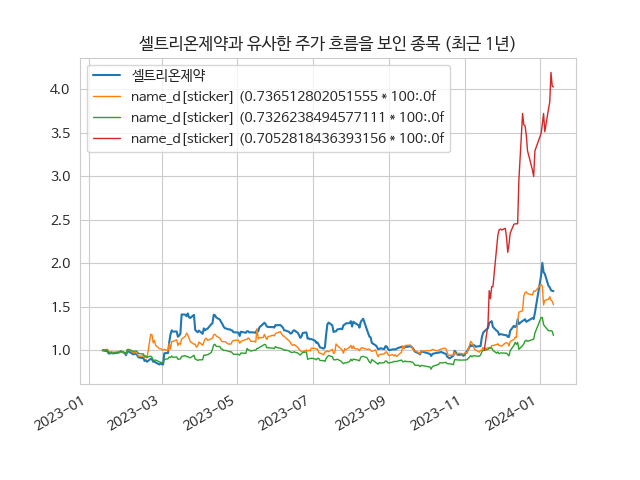 셀트리온제약과 유사한 주가 흐름을 보인 종목 (최근 1년)
셀트리온제약
name_d[sticker] (0.736512802051555 * 100:.0f
name_d[sticker] (0.7326238494577111 * 100:.0f
name_d[sticker] (0.7052818436393156 * 100:.0f
4.0
3.5
3.0
2.5
2.0
1.5
1.0
2023-01
2023-03
2023-05
2023-07
2023-09
2023-11
2024-01